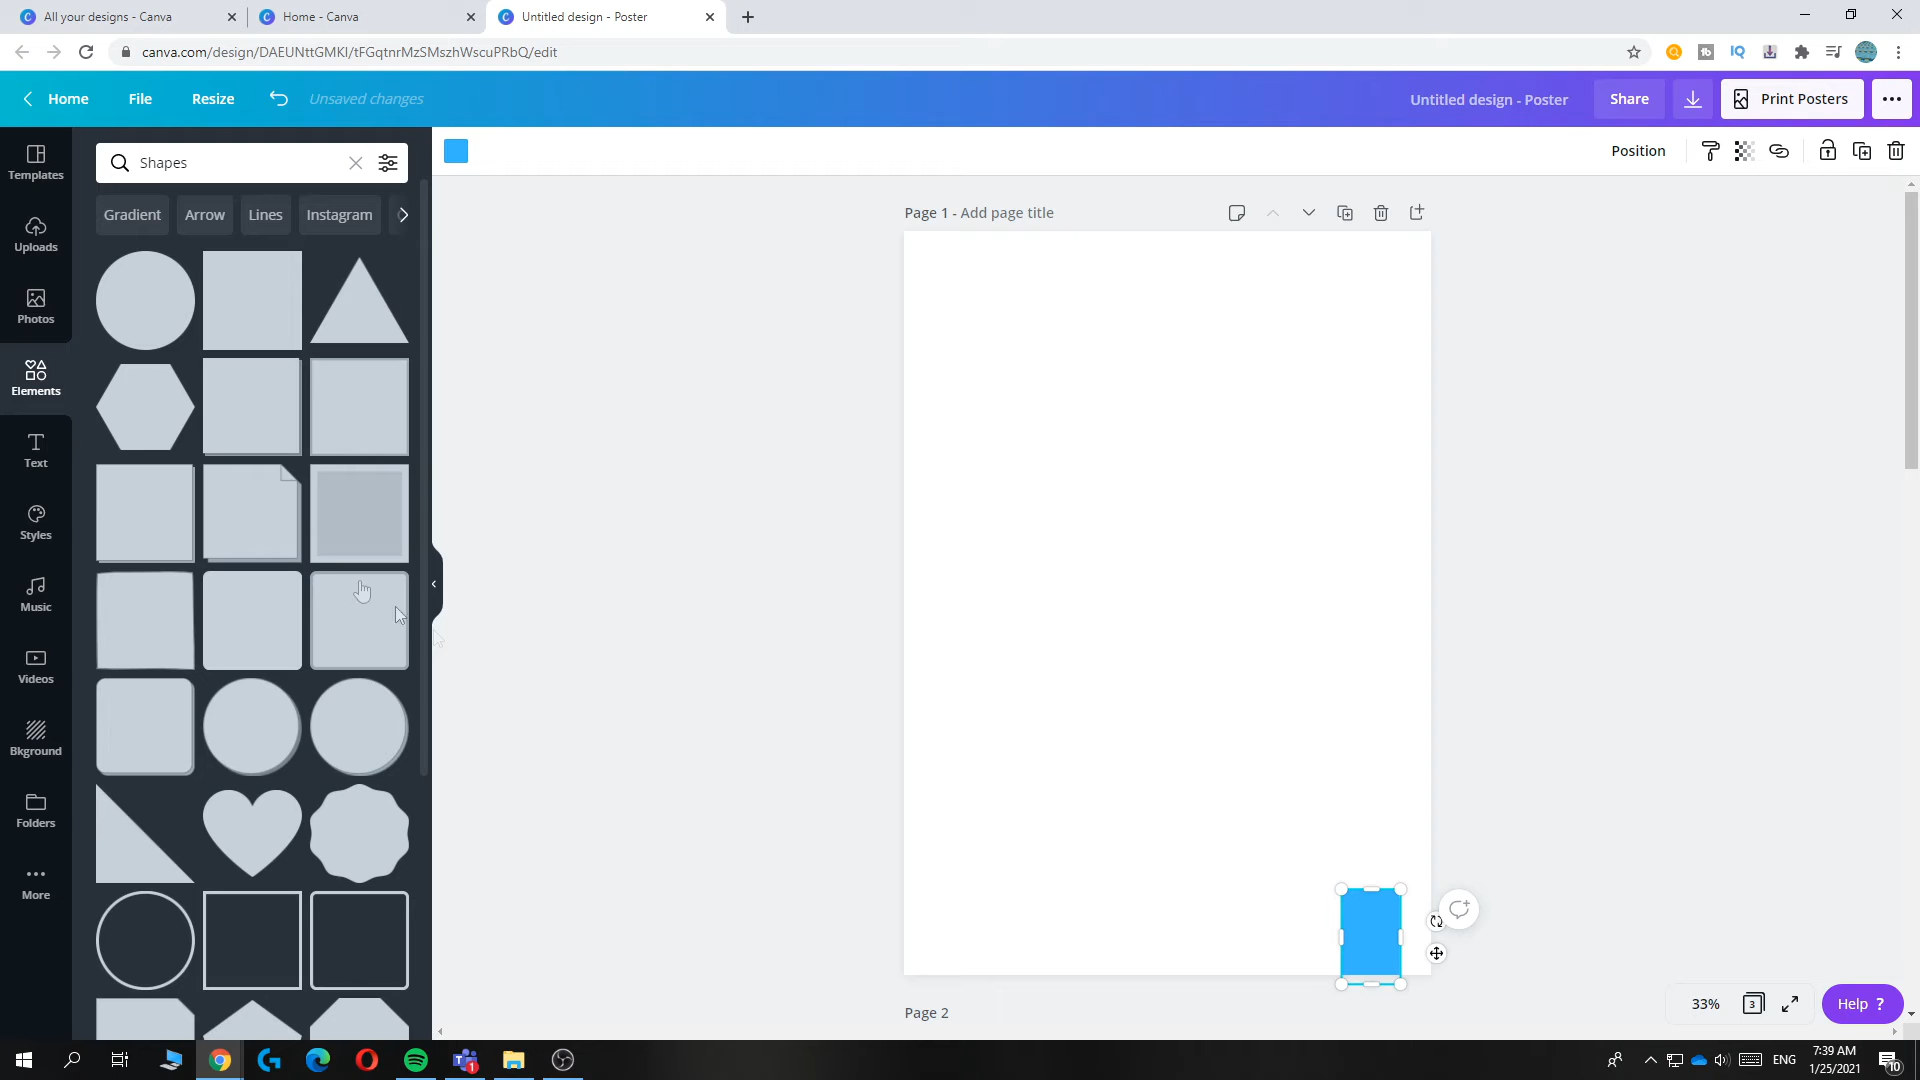 All your designs - Canva
Home - Canva
Untitled design - Poster
canva.com/design/DAEUNttGMKI/tFGqtnrMzSMszhWscuPRbQ/edit
Home
File
Resize
Unsaved changes
Untitled design - Poster
Share
Print Posters
Templates
Uploads
Photos
Elements
Text
Styles
Music
Videos
Bkground
Folders
More
Shapes
Gradient
Arrow
Lines
Instagram
Position
Page 1 - Add page title
Page 2
33%
3
Help ?
ENG
7:39 AM
1/25/2021
10
1